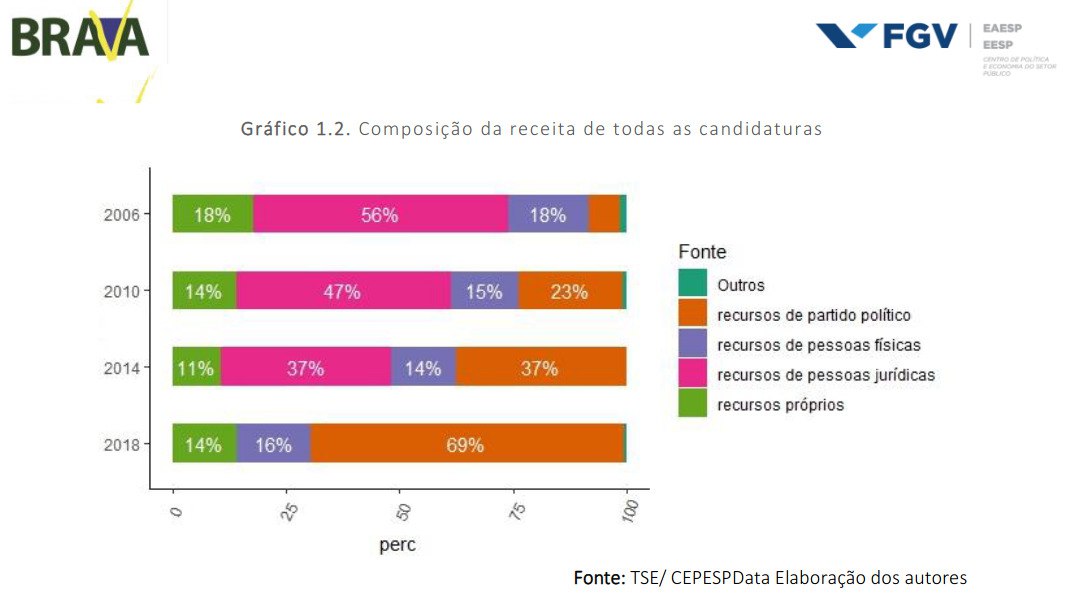 BRAVA
FGV
EAESP
EESP
CENTRO DE POLÍTICA
E ECONOMIA DO SETOR
PÚBLICO
Gráfico 1.2. Composição da receita de todas as candidaturas
2006
18% 56% 18%
2010
14% 47% 15% 23%
2014
11% 37% 14% 37%
2018
14% 16% 69%
0 25 50 75 100
perc
Fonte
Outros
recursos de partido político
recursos de pessoas físicas
recursos de pessoas jurídicas
recursos próprios
Fonte: TSE/ CEPESPData Elaboração dos autores